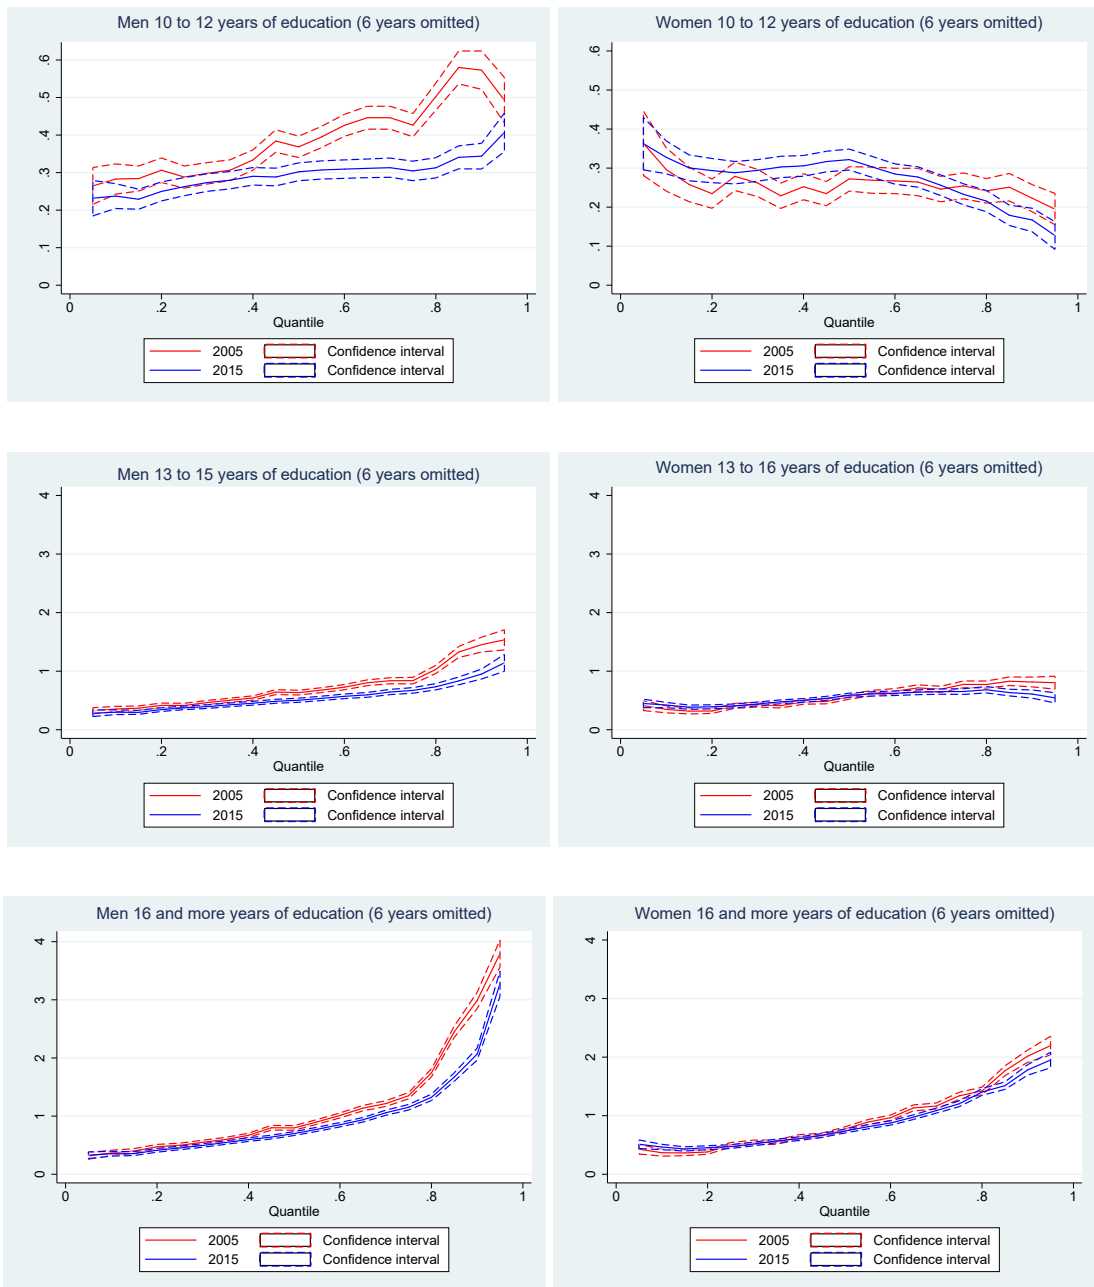 Men 10 to 12 years of education (6 years omitted)
.6
.5
.4
.3
.2
.1
0
0 .2 .4 .6 .8 1
Quantile
2005 Confidence interval
2015 Confidence interval
Women 10 to 12 years of education (6 years omitted)
.6
.5
.4
.3
.2
.1
0
0 .2 .4 .6 .8 1
Quantile
2005 Confidence interval
2015 Confidence interval
Men 13 to 15 years of education (6 years omitted)
4
3
2
1
0
0 .2 .4 .6 .8 1
Quantile
2005 Confidence interval
2015 Confidence interval
Women 13 to 16 years of education (6 years omitted)
4
3
2
1
0
0 .2 .4 .6 .8 1
Quantile
2005 Confidence interval
2015 Confidence interval
Men 16 and more years of education (6 years omitted)
4
3
2
1
0
0 .2 .4 .6 .8 1
Quantile
2005 Confidence interval
2015 Confidence interval
Women 16 and more years of education (6 years omitted)
4
3
2
1
0
0 .2 .4 .6 .8 1
Quantile
2005 Confidence interval
2015 Confidence interval